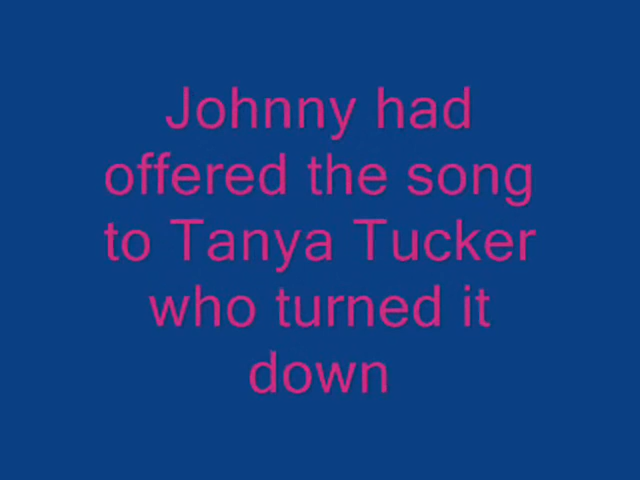 Johnny had
offered the song
to Tanya Tucker
who turned it
down